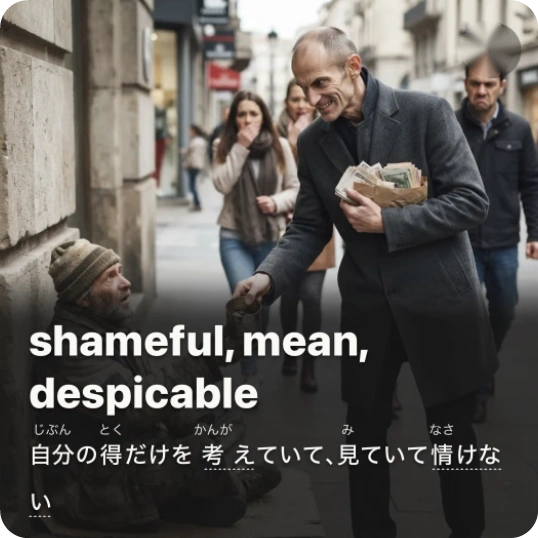 shameful, mean,
despicable
じぶん とく かんが み なさ
自分の得だけを 考 えていて、見ていて情けな
い